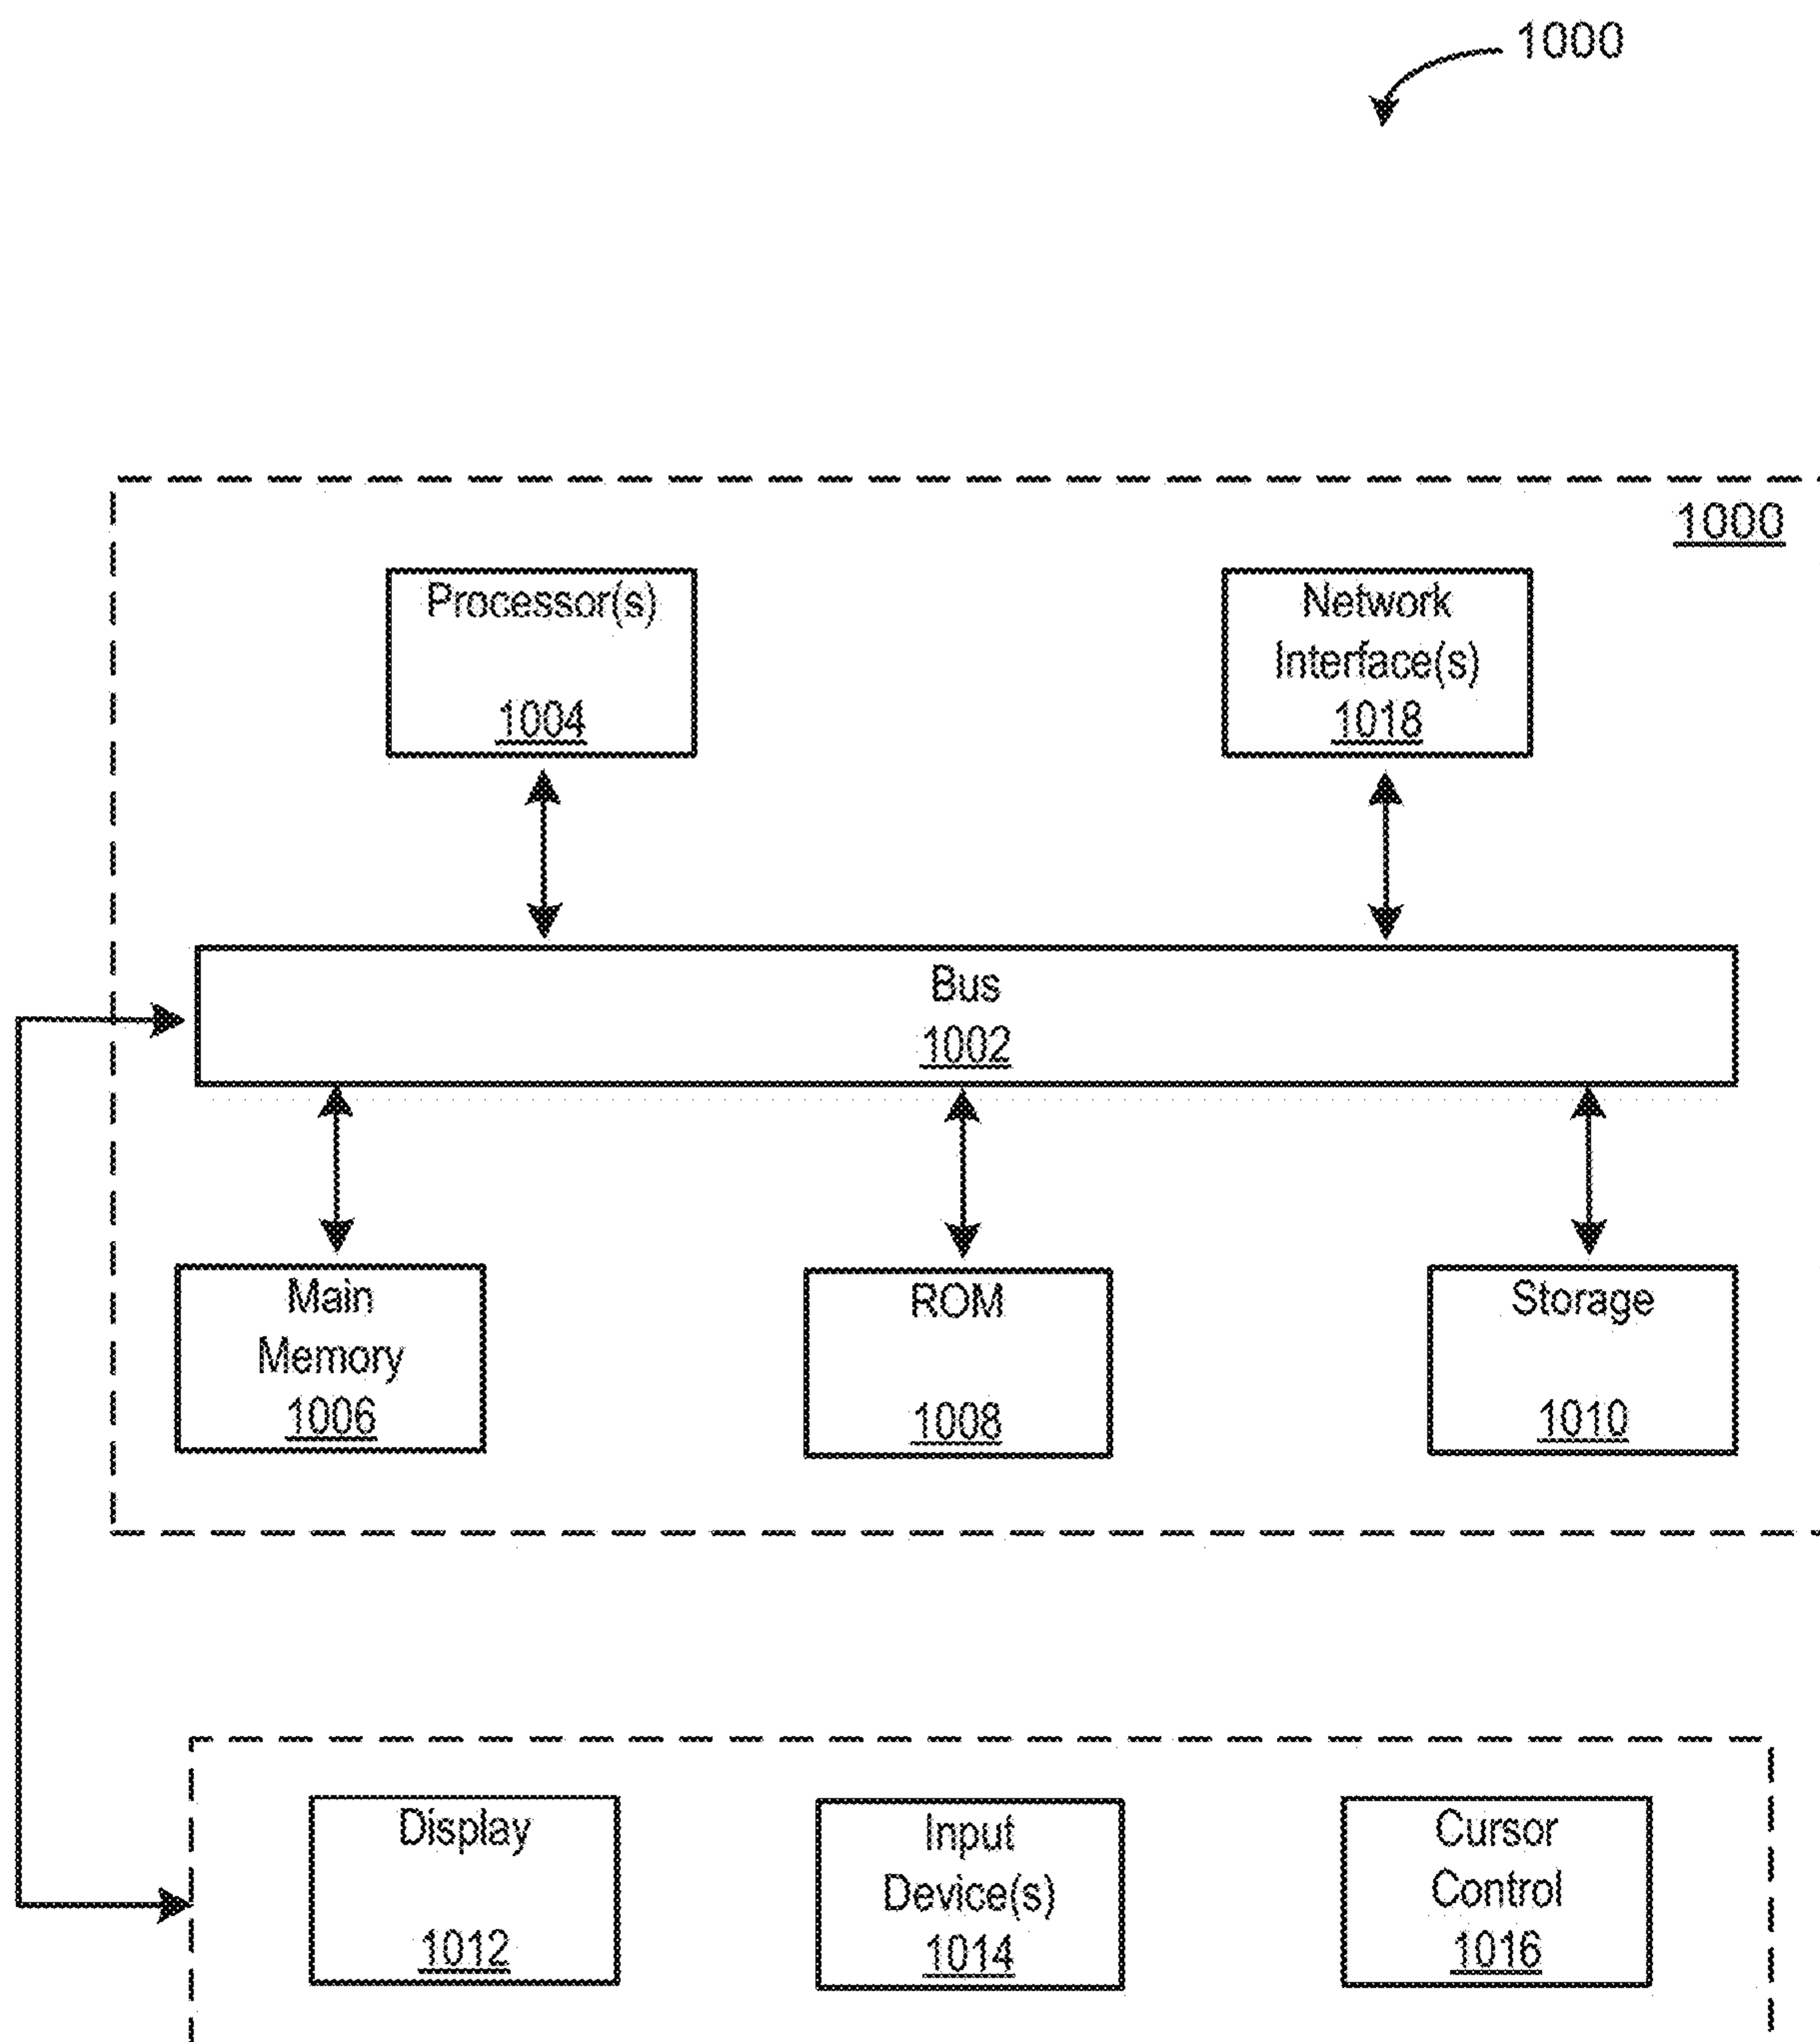 1000
1000
Processor(s)
1004
Network
Interface(s)
1018
Bus
1002
Main
Memory
1006
ROM
1008
Storage
1010
Display
1012
Input
Device(s)
1014
Cursor
Control
1016